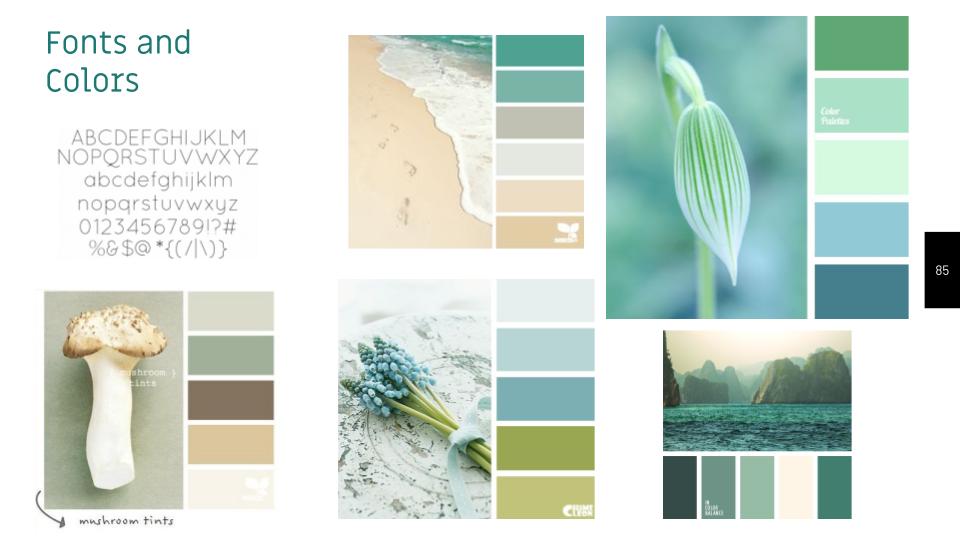 Fonts and
Colors
ABCDEFGHIJKLM
NOPQRSTUVWXYZ
abcdefghijklm
nopqrstuvwxyz
0123456789!?#
%&$@*{(/|\)}
{ mushroom }
tints
mushroom tints
Color
Palettes
IN
COLOR
BALANCE
85